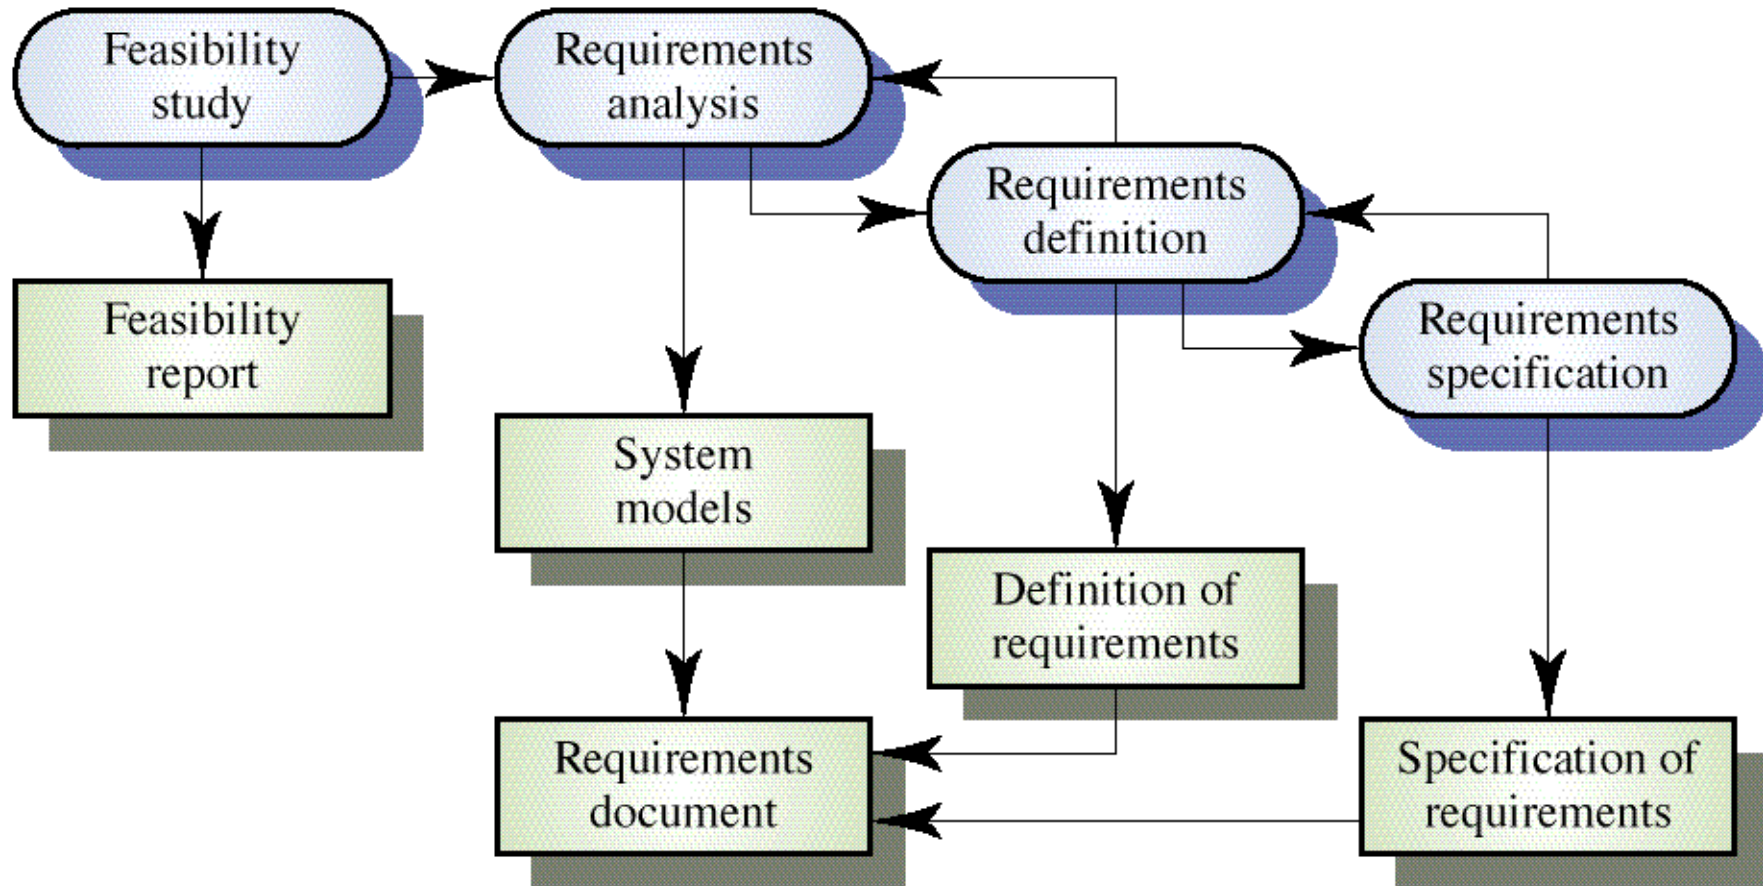 Feasibility
study
Requirements
analysis
Requirements
definition
Requirements
specification
Feasibility
report
System
models
Definition of
requirements
Requirements
document
Specification of
requirements